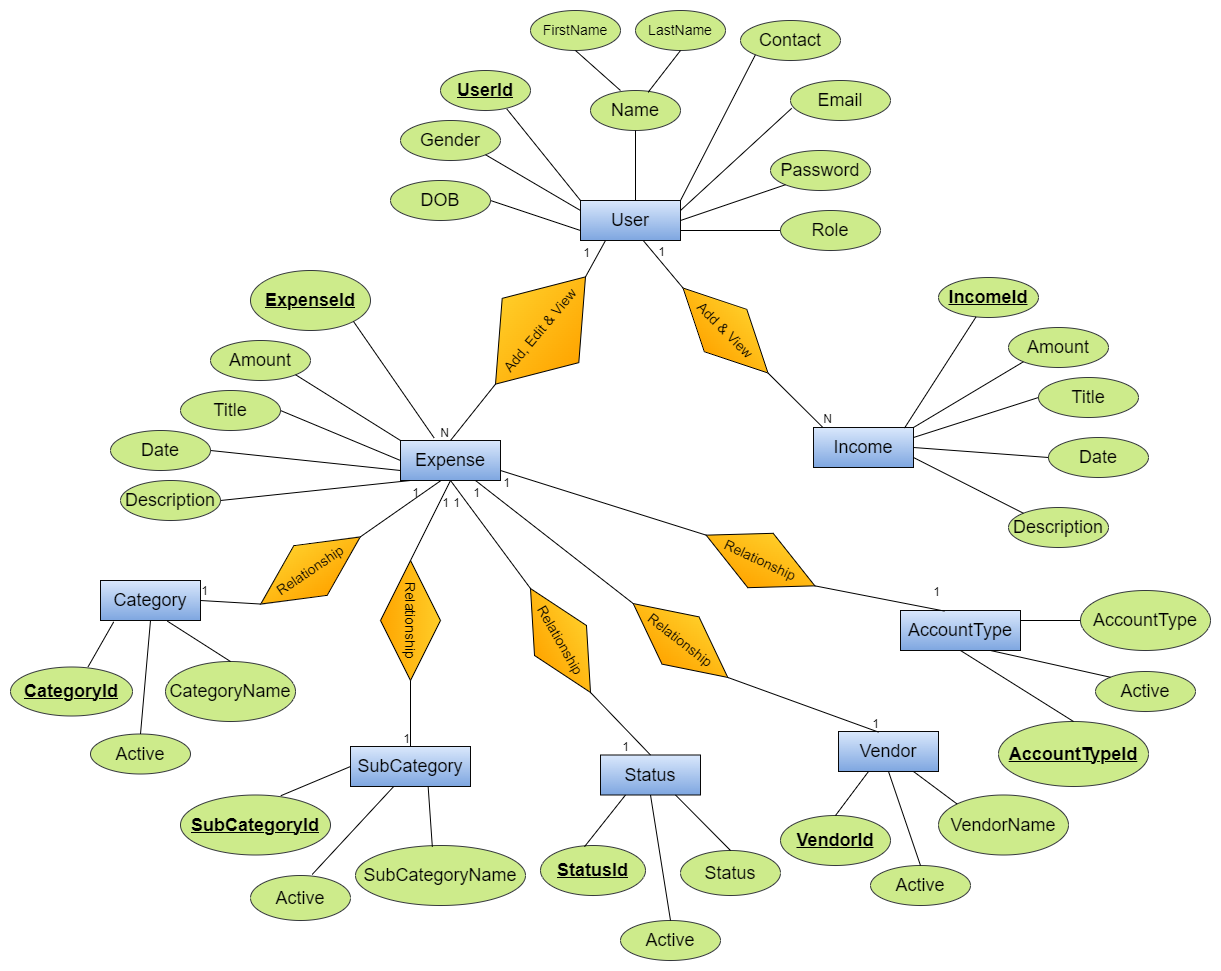 FirstName
LastName
Contact
UserId
Name
Email
Gender
Password
DOB
User
Role
1
1
ExpenseId
Add, Edit & View
Add & View
IncomeId
Amount
Amount
Title
Title
N
N
Date
Expense
Income
Date
Description
1
1
1
1
1
Description
Relationship
Relationship
Relationship
Relationship
Relationship
Category
1
1
AccountType
AccountType
CategoryId
CategoryName
Active
Active
AccountTypeId
1
1
1
SubCategory
Status
Vendor
SubCategoryId
VendorId
VendorName
Active
SubCategoryName
StatusId
Status
Active
Active